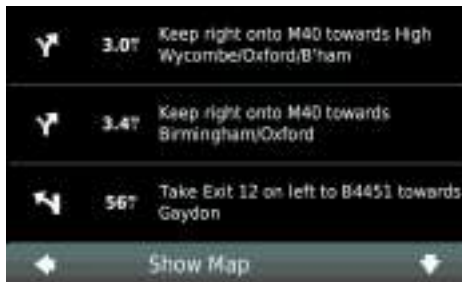 3.0
Keep right onto M40 towards High
Wycombe/Oxford/B'ham
3.4
Keep right onto M40 towards
Birmingham/Oxford
56
Take Exit 12 on left to B4451 towards
Gaydon
Show Map